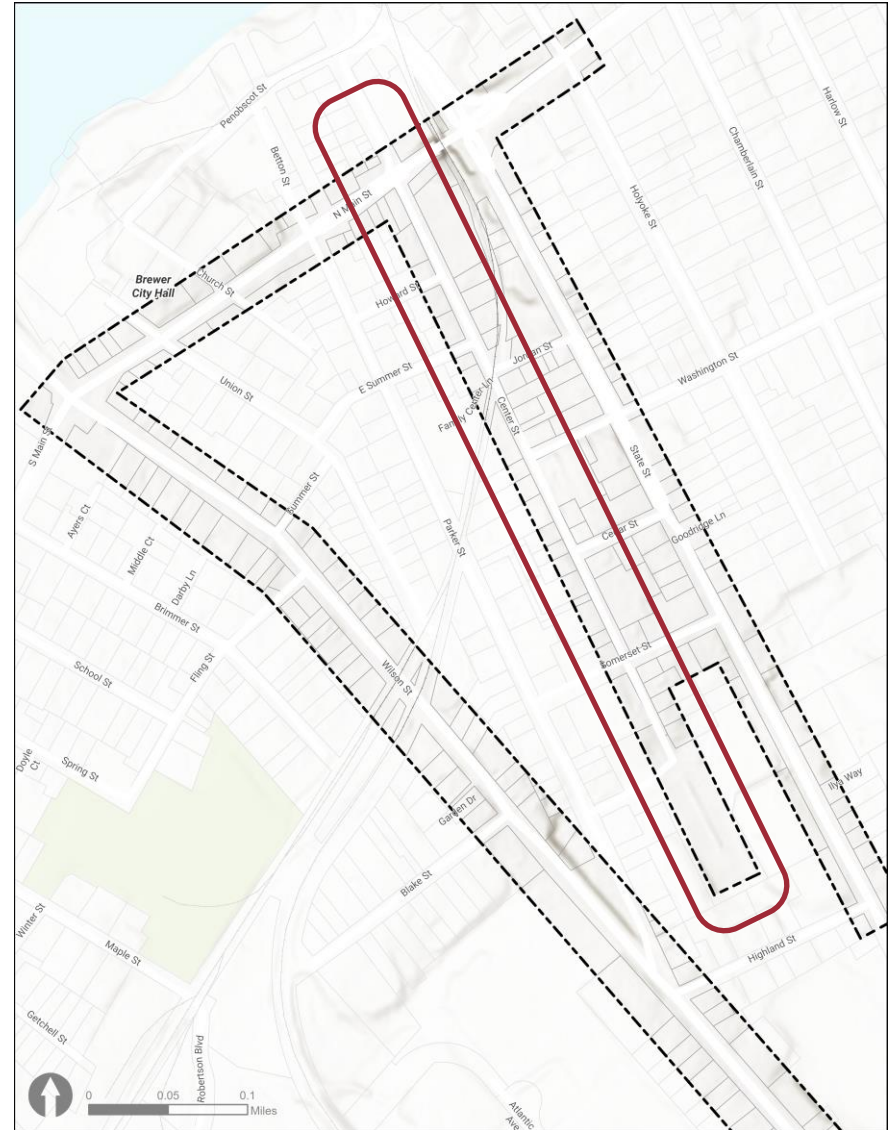 Penobscot St
Harlow St
Chamberlain St
Betton St
Holyoke St
N Main St
Brewer
City Hall
Church St
Howard St
Jordan St
Washington St
E Summer St
Union St
Family Center Ln
Center St
S Main St
State St
Summer St
Ayers Ct
Parker St
Cedar St
Goodridge Ln
Middle Ct
Darby Ln
Brimmer St
Fling St
Somerset St
School St
Wilson St
Doyle
Ct
Spring St
Ilya Way
Garden Dr
Blake St
Winter St
Maple St
Highland St
Getchell St
Robertson Blvd
Atlantic
Ave
0 0.05 0.1
Miles